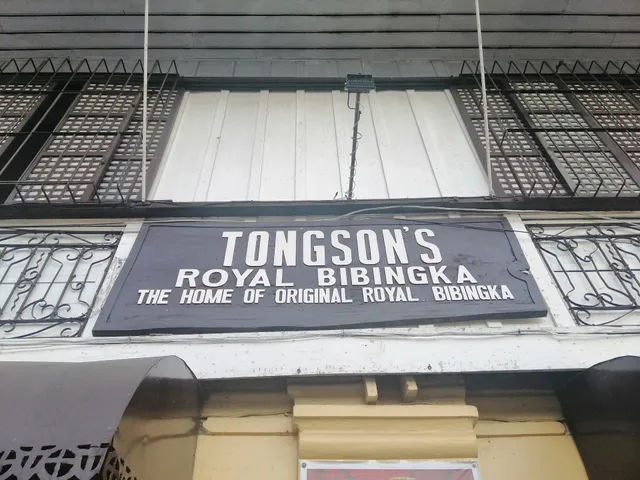 TONGSON'S
ROYAL BIBINGKA
THE HOME OF ORIGINAL ROYAL BIBINGKA